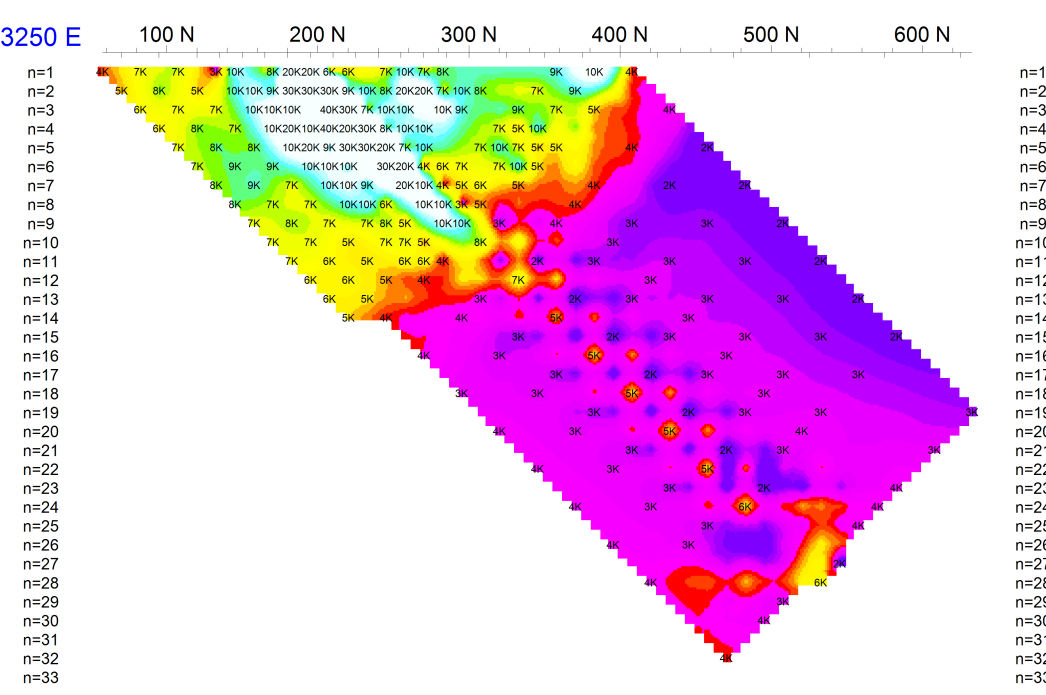 3250 E 100 N 200 N 300 N 400 N 500 N 600 N
n=1 4K 7K 7K 3K 10K 8K 20K 20K 6K 6K 7K 10K 7K 8K 9K 10K 4K n=1
n=2 5K 8K 5K 10K 10K 9K 30K 30K 30K 9K 10K 8K 20K 20K 7K 10K 8K 7K 9K n=2
n=3 6K 7K 7K 10K 10K 10K 40K 30K 7K 10K 10K 10K 9K 9K 7K 5K 4K n=3
n=4 6K 8K 7K 10K 20K 10K 40K 20K 30K 8K 10K 10K 7K 5K 10K n=4
n=5 7K 8K 8K 10K 20K 9K 30K 30K 20K 7K 10K 7K 10K 7K 5K 5K 4K 2K n=5
n=6 7K 9K 9K 10K 10K 10K 30K 20K 4K 6K 7K 7K 10K 5K n=6
n=7 8K 9K 7K 10K 10K 9K 20K 10K 4K 5K 6K 5K 4K 2K 2K n=7
n=8 8K 7K 7K 10K 10K 6K 10K 10K 3K 5K 4K n=8
n=9 7K 8K 7K 7K 8K 5K 10K 10K 3K 4K 3K 3K 2K n=9
n=10 7K 7K 5K 7K 7K 5K 8K 3K n=10
n=11 7K 6K 5K 6K 6K 4K 2K 3K 3K 3K 2K n=11
n=12 6K 6K 5K 4K 7K 3K n=12
n=13 6K 5K 3K 2K 3K 3K 3K 2K n=13
n=14 5K 4K 4K 5K 3K n=14
n=15 3K 2K 3K 3K 3K 2K n=15
n=16 4K 3K 5K 3K n=16
n=17 3K 2K 3K 3K 3K n=17
n=18 3K 3K 5K 3K n=18
n=19 3K 2K 3K 3K 3K n=19
n=20 4K 3K 5K 4K n=20
n=21 3K 2K 3K 3K n=21
n=22 4K 3K 5K n=22
n=23 3K 2K 4K n=23
n=24 4K 3K 6K 4K n=24
n=25 3K 4K n=25
n=26 4K 3K n=26
n=27 2K n=27
n=28 4K 6K n=28
n=29 3K n=29
n=30 4K n=30
n=31 n=31
n=32 4K n=32
n=33 n=33